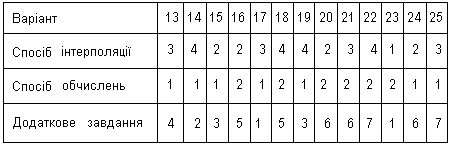 Варіант 13 14 15 16 17 18 19 20 21 22 23 24 25
Спосіб інтерполяції 3 4 2 2 3 4 4 2 3 4 1 2 3
Спосіб обчислень 1 1 1 2 1 2 1 2 2 2 2 1 1
Додаткове завдання 4 2 3 5 1 5 3 6 6 7 1 6 7